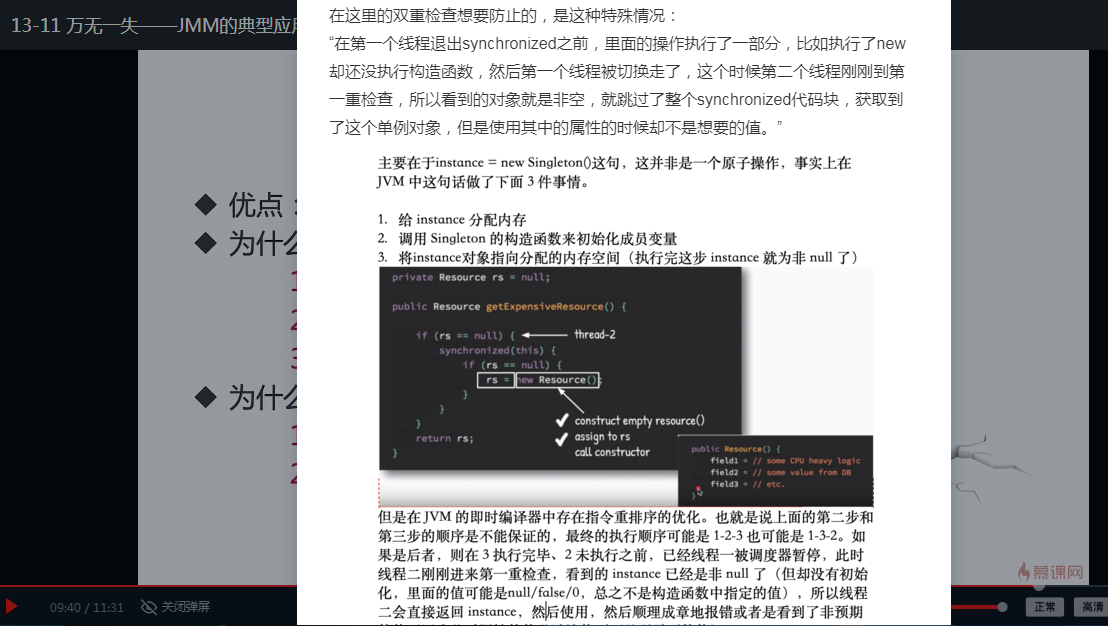 13-11 万无一失——JMM的典型应用
在这里的双重检查想要防止的，是这种特殊情况：
“在第一个线程退出synchronized之前，里面的操作执行了一部分，比如执行了new
却还没执行构造函数，然后第一个线程被切换走了，这个时候第二个线程刚刚到第
一重检查，所以看到的对象就是非空，就跳过了整个synchronized代码块，获取到
了这个单例对象，但是使用其中的属性的时候却不是想要的值。”
主要在于instance = new Singleton()这句，这并非是一个原子操作，事实上在
JVM 中这句话做了下面 3 件事情。
◆ 优点：
◆ 为什么
1
2
3
◆ 为什么
1
2
1. 给 instance 分配内存
2. 调用 Singleton 的构造函数来初始化成员变量
3. 将instance对象指向分配的内存空间（执行完这步 instance 就为非 null 了）
private Resource rs = null;
public Resource getExpensiveResource() {
if (rs == null) {
thread-2
synchronized(this) {
if (rs == null) {
rs = new Resource();
}
}
}
return rs;
}
construct empty resource()
assign to rs
call constructor
public Resource() {
field1 = // some CPU heavy logic
field2 = // some value from DB
field3 = // etc.
}
但是在 JVM 的即时编译器中存在指令重排序的优化。也就是说上面的第二步和
第三步的顺序是不能保证的，最终的执行顺序可能是 1-2-3 也可能是 1-3-2。如
果是后者，则在 3 执行完毕、2 未执行之前，已经线程一被调度器暂停，此时
线程二刚刚进来第一重检查，看到的 instance 已经是非 null 了（但却没有初始
化，里面的值可能是null/false/0，总之不可能是构造函数中指定的值），所以线程
二会直接返回 instance，然后使用，然后顺理成章地报错或者是看到了非预期
慕课网
09:40 / 11:31
关闭弹屏
正常
高清